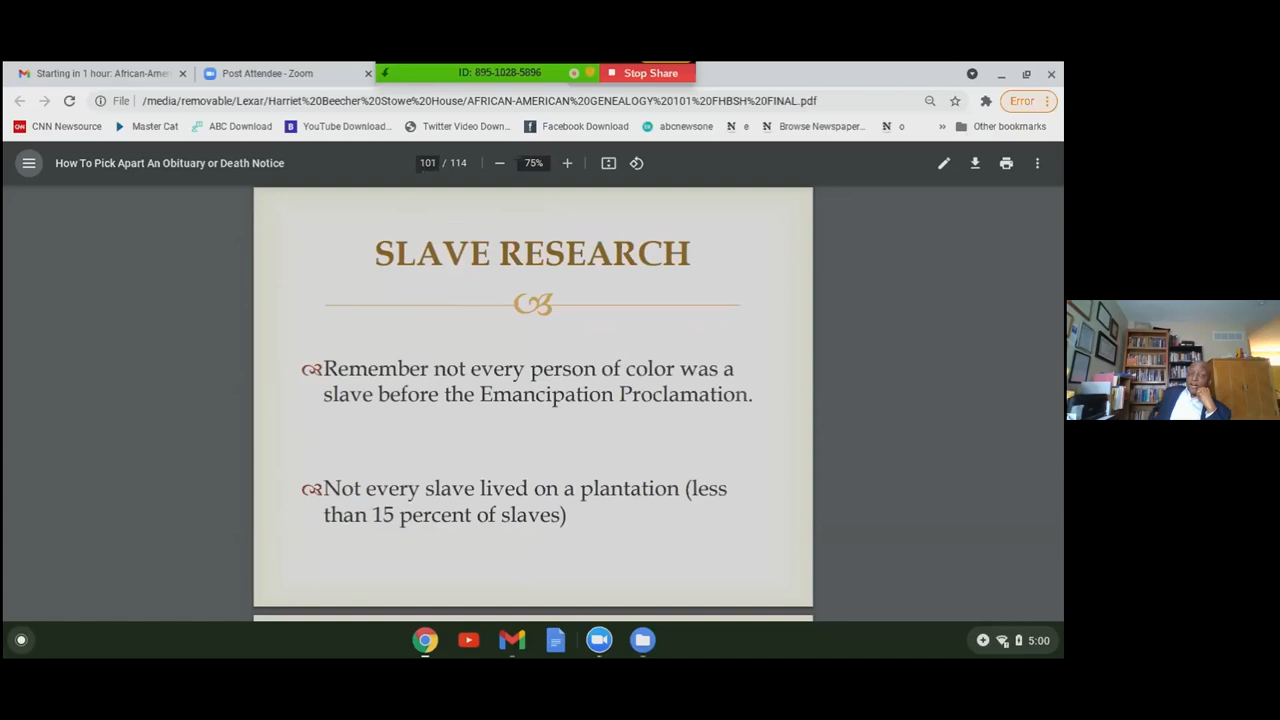 Starting in 1 hour: African-Amer
Post Attendee - Zoom
ID: 895-1028-5896
Stop Share
File
/media/removable/Lexar/Harriet%20Beecher%20Stowe%20House/AFRICAN-AMERICAN%20GENEALOGY%20101%20FHBSH%20FINAL.pdf
Error
CNN Newsource
Master Cat
ABC Download
YouTube Download...
Twitter Video Down...
Facebook Download
abcnewsone
N e
N Browse Newspaper...
N o
»
Other bookmarks
How To Pick Apart An Obituary or Death Notice
101 / 114
75%
SLAVE RESEARCH
Remember not every person of color was a
slave before the Emancipation Proclamation.
Not every slave lived on a plantation (less
than 15 percent of slaves)
5:00